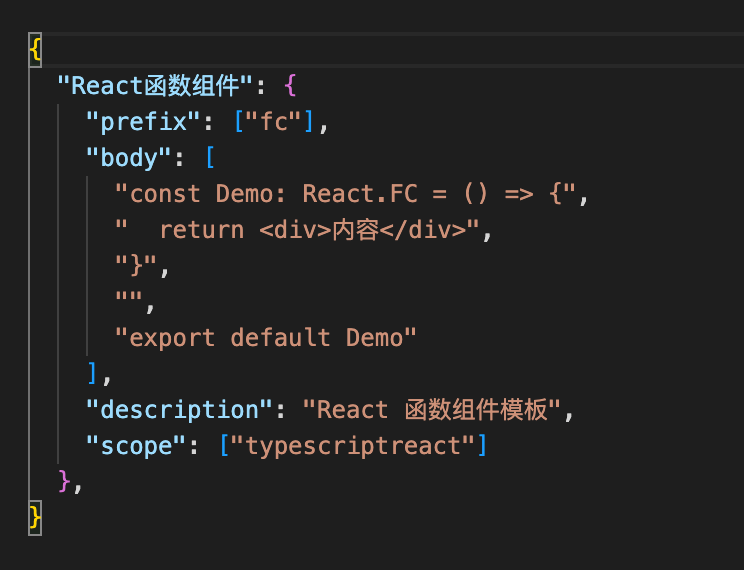 {
  "React函数组件": {
    "prefix": ["fc"],
    "body": [
      "const Demo: React.FC = () => {",
      "  return <div>内容</div>",
      "}",
      "",
      "export default Demo"
    ],
    "description": "React 函数组件模板",
    "scope": ["typescriptreact"]
  },
}